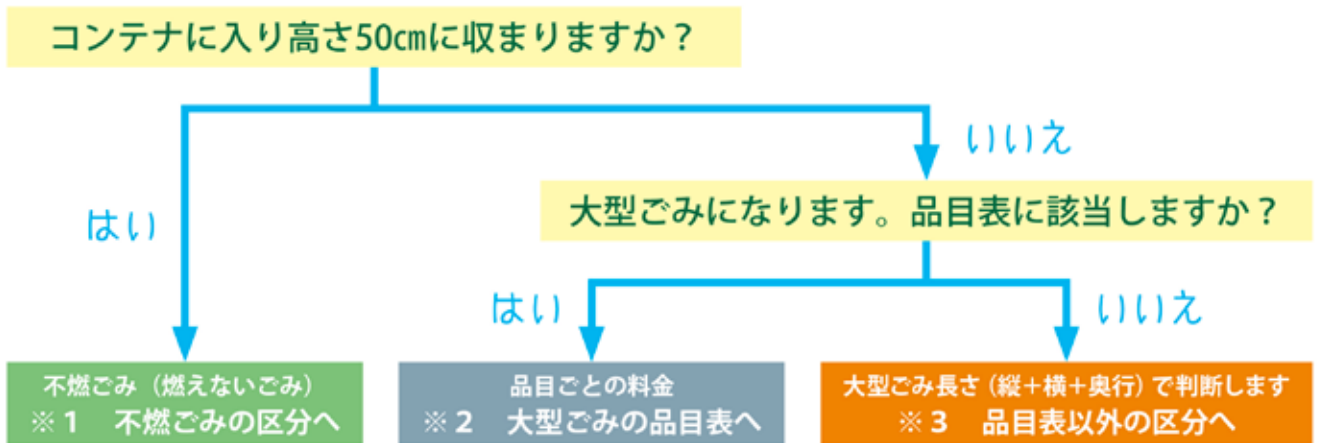 コンテナに入り高さ50㎝に収まりますか？
いいえ
はい
大型ごみになります。品目表に該当しますか？
はい
いいえ
不燃ごみ（燃えないごみ）
※1　不燃ごみの区分へ
品目ごとの料金
※2　大型ごみの品目表へ
大型ごみ長さ（縦＋横＋奥行）で判断します
※3　品目表以外の区分へ